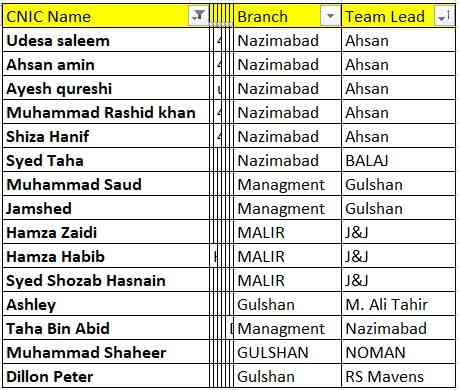 CNIC Name Branch Team Lead
Udesa saleem Nazimabad Ahsan
Ahsan amin Nazimabad Ahsan
Ayesh qureshi Nazimabad Ahsan
Muhammad Rashid khan Nazimabad Ahsan
Shiza Hanif Nazimabad Ahsan
Syed Taha Nazimabad BALAJ
Muhammad Saud Managment Gulshan
Jamshed Managment Gulshan
Hamza Zaidi MALIR J&J
Hamza Habib MALIR J&J
Syed Shozab Hasnain MALIR J&J
Ashley Gulshan M. Ali Tahir
Taha Bin Abid Managment Nazimabad
Muhammad Shaheer GULSHAN NOMAN
Dillon Peter Gulshan RS Mavens